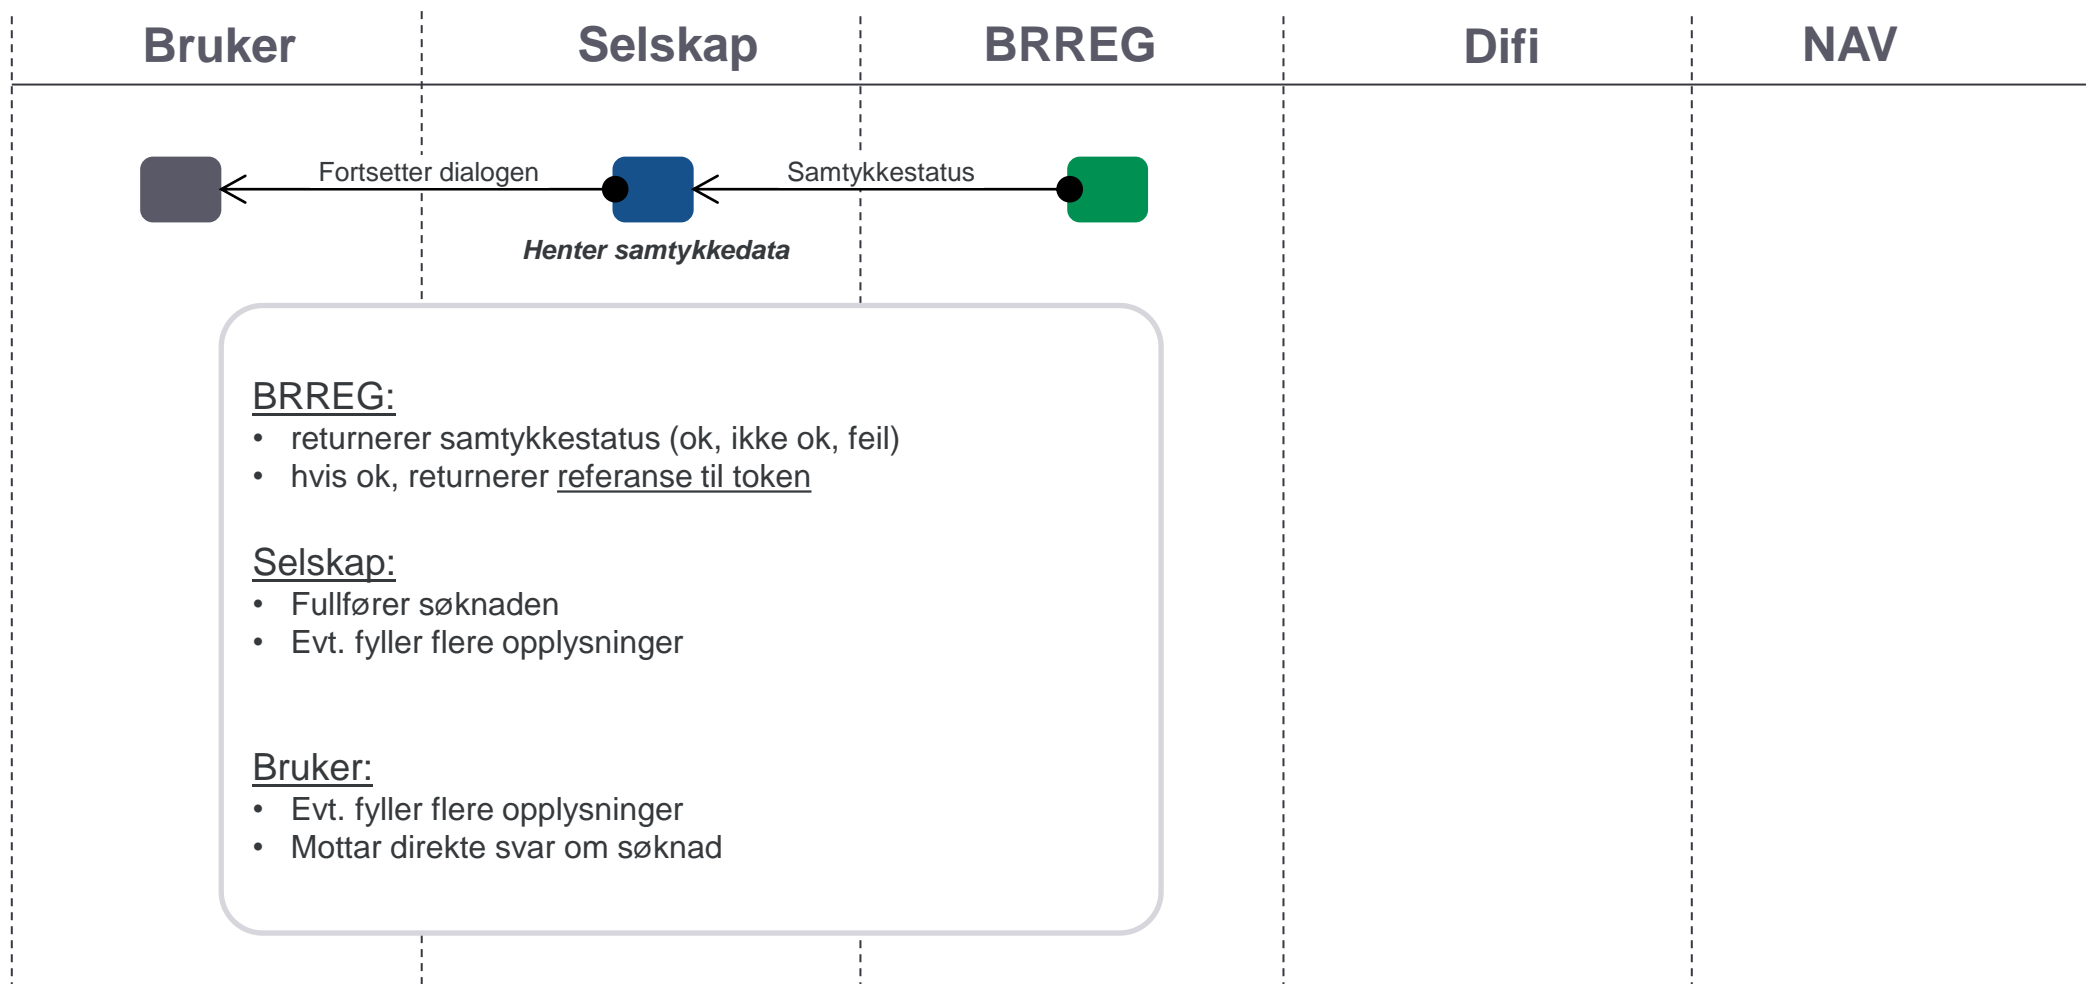 Bruker Selskap BRREG Difi NAV
Fortsetter dialogen Samtykkestatus
Henter samtykkedata
BRREG:
• returnerer samtykkestatus (ok, ikke ok, feil)
• hvis ok, returnerer referanse til token
Selskap:
• Fullfører søknaden
• Evt. fyller flere opplysninger
Bruker:
• Evt. fyller flere opplysninger
• Mottar direkte svar om søknad